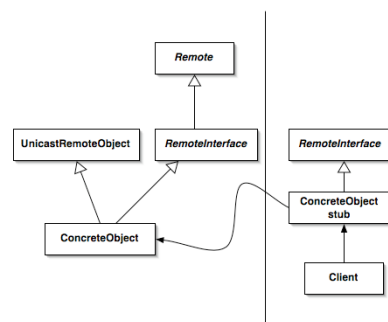 Remote
UnicastRemoteObject
RemoteInterface
RemoteInterface
ConcreteObject
stub
ConcreteObject
Client